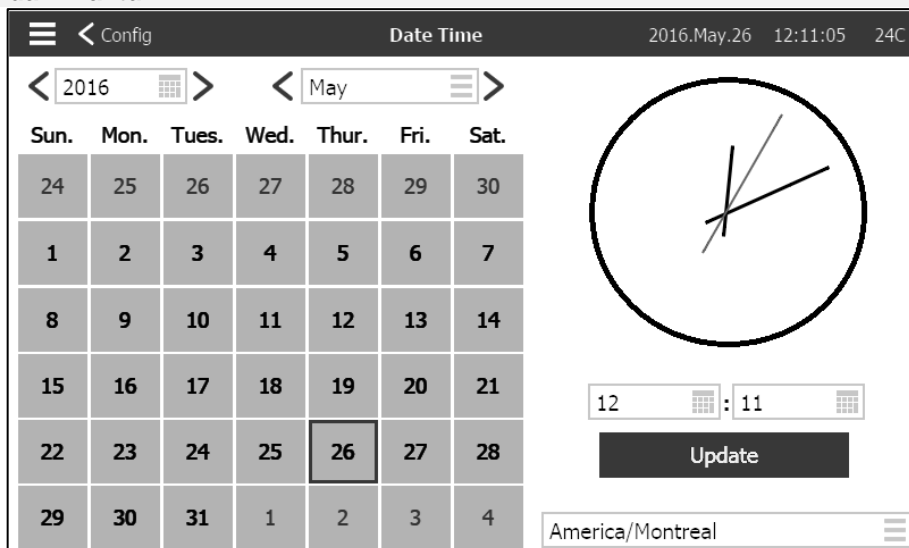 Config Date Time 2016.May.26 12:11:05 24C
2016 May
Sun. Mon. Tues. Wed. Thur. Fri. Sat.
24 25 26 27 28 29 30
1 2 3 4 5 6 7
8 9 10 11 12 13 14
15 16 17 18 19 20 21
12 : 11
22 23 24 25 26 27 28
Update
29 30 31 1 2 3 4
America/Montreal